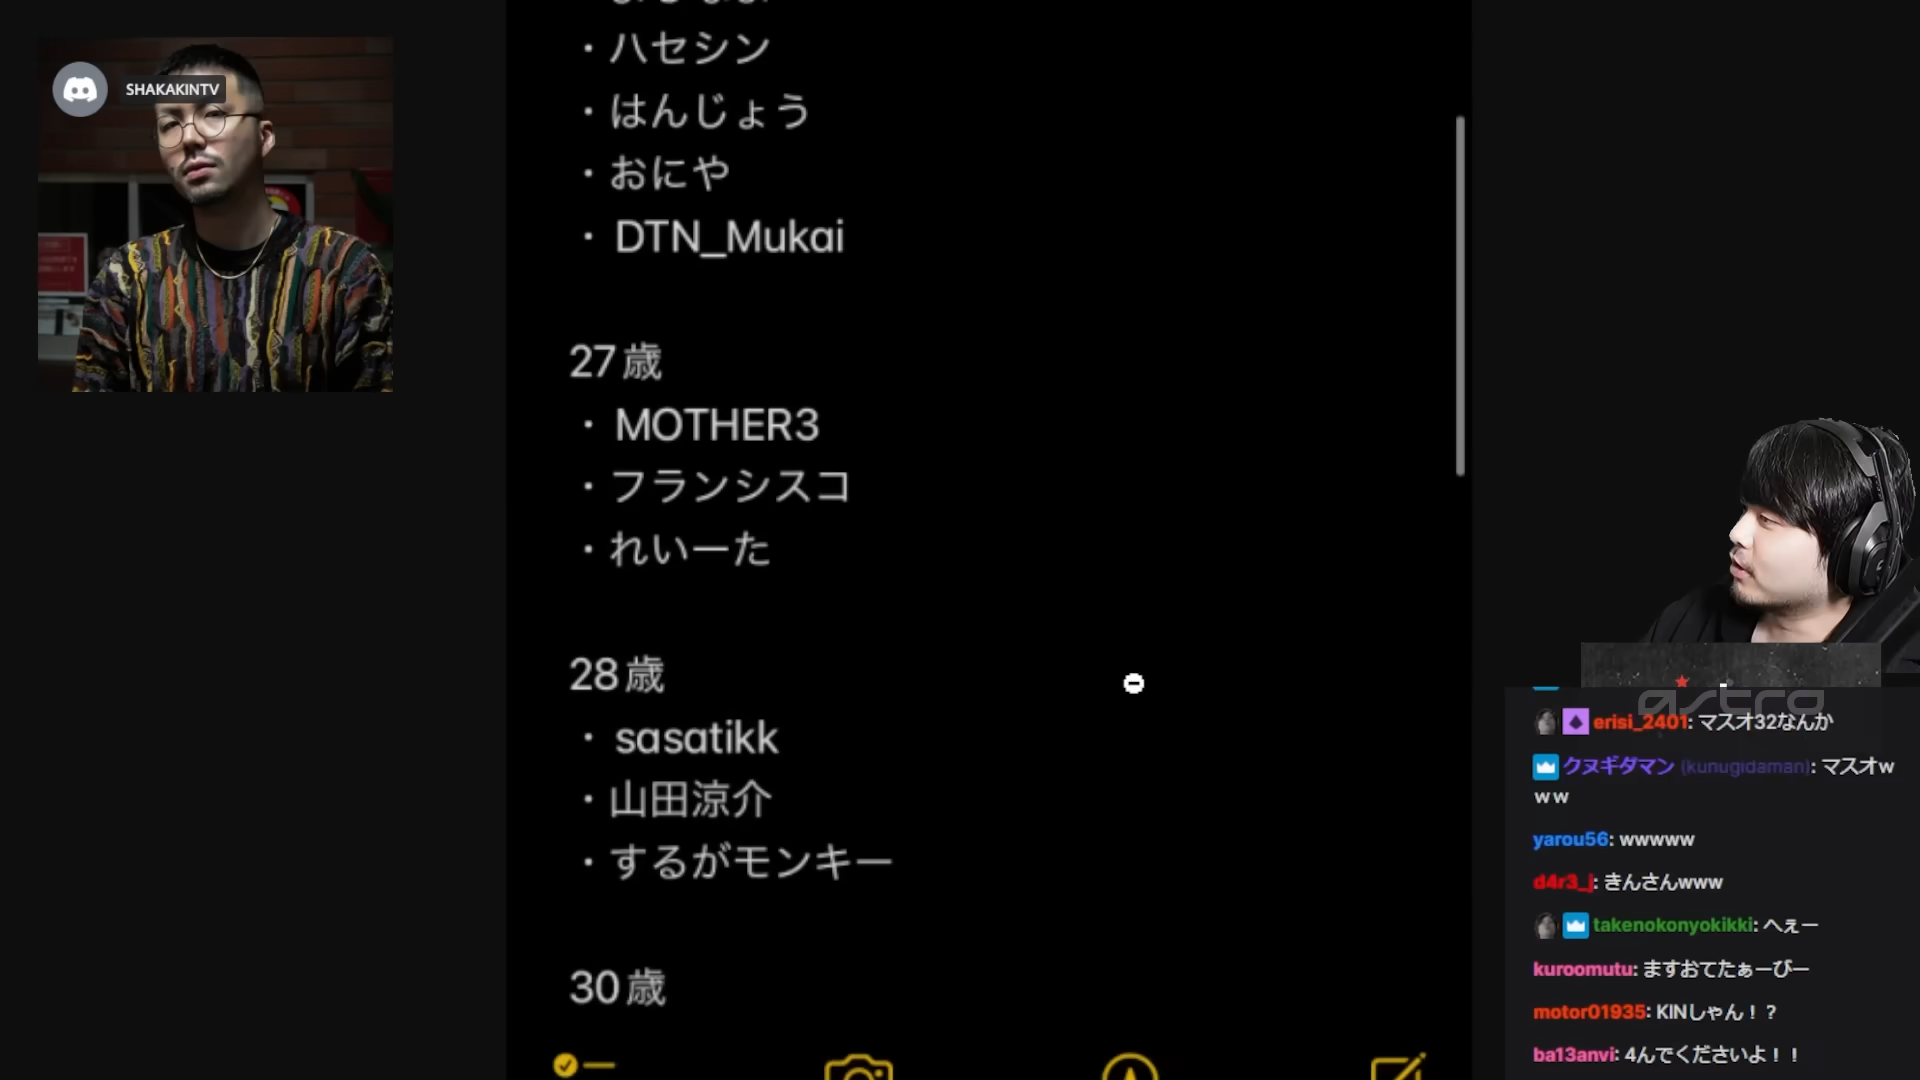 SHAKAKINTV
・ハセシン
・はんじょう
・おにや
・DTN_Mukai
27歳
・MOTHER3
・フランシスコ
・れいーた
28歳
・sasatikk
・山田涼介
・するがモンキー
30歳
astro
erisi_2401: マスオ32なんか
クヌギダマン (kunugidaman): マスオw
ww
yarou56: wwwww
d4r3_j: きんさんwww
takenokonyokikki: へぇー
kuroomutu: ますおてたぁーびー
motor01935: KINしゃん！？
ba13anvi: 4んでくださいよ！！